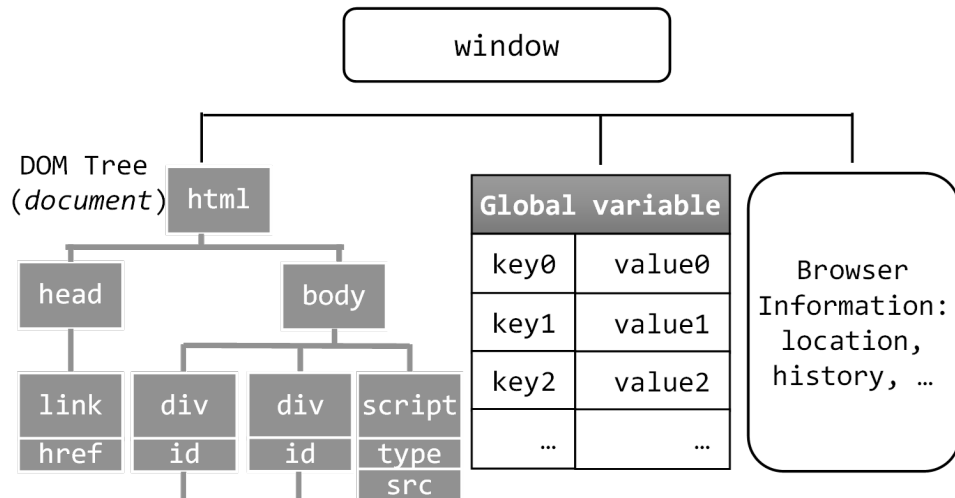 window
DOM Tree
(document)
html
head
body
link
href
div
id
div
id
script
type
src
Global variable
key0 value0
key1 value1
key2 value2
… …
Browser
Information:
location,
history, …